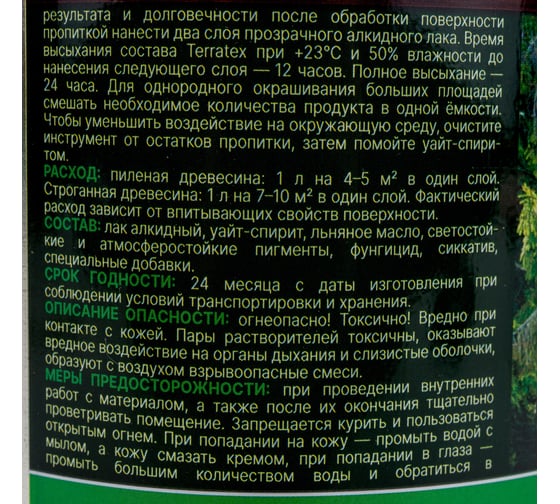 результата и долговечности после обработки поверхности
пропиткой нанести два слоя прозрачного алкидного лака. Время
высыхания состава Terratex при +23°С и 50% влажности до
нанесения следующего слоя — 12 часов. Полное высыхание —
24 часа. Для однородного окрашивания больших площадей
смешать необходимое количества продукта в одной ёмкости.
Чтобы уменьшить воздействие на окружающую среду, очистите
инструмент от остатков пропитки, затем помойте уайт-спири-
том.
РАСХОД: пиленая древесина: 1 л на 4–5 м² в один слой.
Строганная древесина: 1 л на 7–10 м² в один слой. Фактический
расход зависит от впитывающих свойств поверхности.
СОСТАВ: лак алкидный, уайт-спирит, льняное масло, светостой-
кие и атмосферостойкие пигменты, фунгицид, сиккатив,
специальные добавки.
СРОК ГОДНОСТИ: 24 месяца с даты изготовления при
соблюдении условий транспортировки и хранения.
ОПИСАНИЕ ОПАСНОСТИ: огнеопасно! Токсично! Вредно при
контакте с кожей. Пары растворителей токсичны, оказывают
вредное воздействие на органы дыхания и слизистые оболочки,
образуют с воздухом взрывоопасные смеси.
МЕРЫ ПРЕДОСТОРОЖНОСТИ: при проведении внутренних
работ с материалом, а также после их окончания тщательно
проветривать помещение. Запрещается курить и пользоваться
открытым огнем. При попадании на кожу — промыть водой с
мылом, а кожу смазать кремом, при попадании в глаза —
промыть большим количеством воды и обратиться в